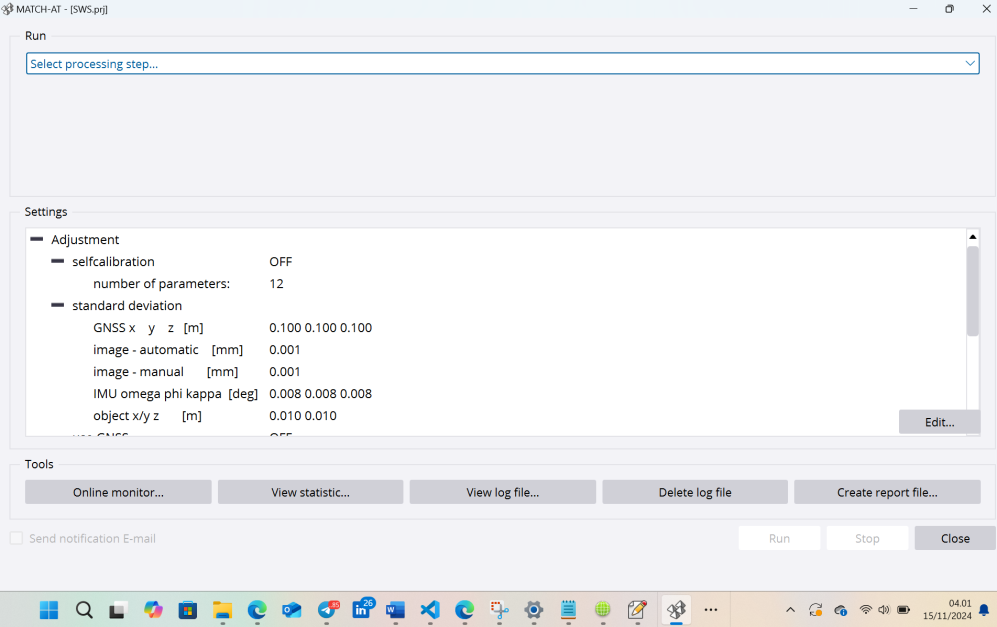 MATCH-AT - [SWS.prj]
Run
Select processing step...
Settings
Adjustment
selfcalibration OFF
number of parameters: 12
standard deviation
GNSS x y z [m] 0.100 0.100 0.100
image - automatic [mm] 0.001
image - manual [mm] 0.001
IMU omega phi kappa [deg] 0.008 0.008 0.008
object x/y z [m] 0.010 0.010
use GNSS OFF
Edit...
Tools
Online monitor...
View statistic...
View log file...
Delete log file
Create report file...
Send notification E-mail
Run
Stop
Close
26
04.01
15/11/2024